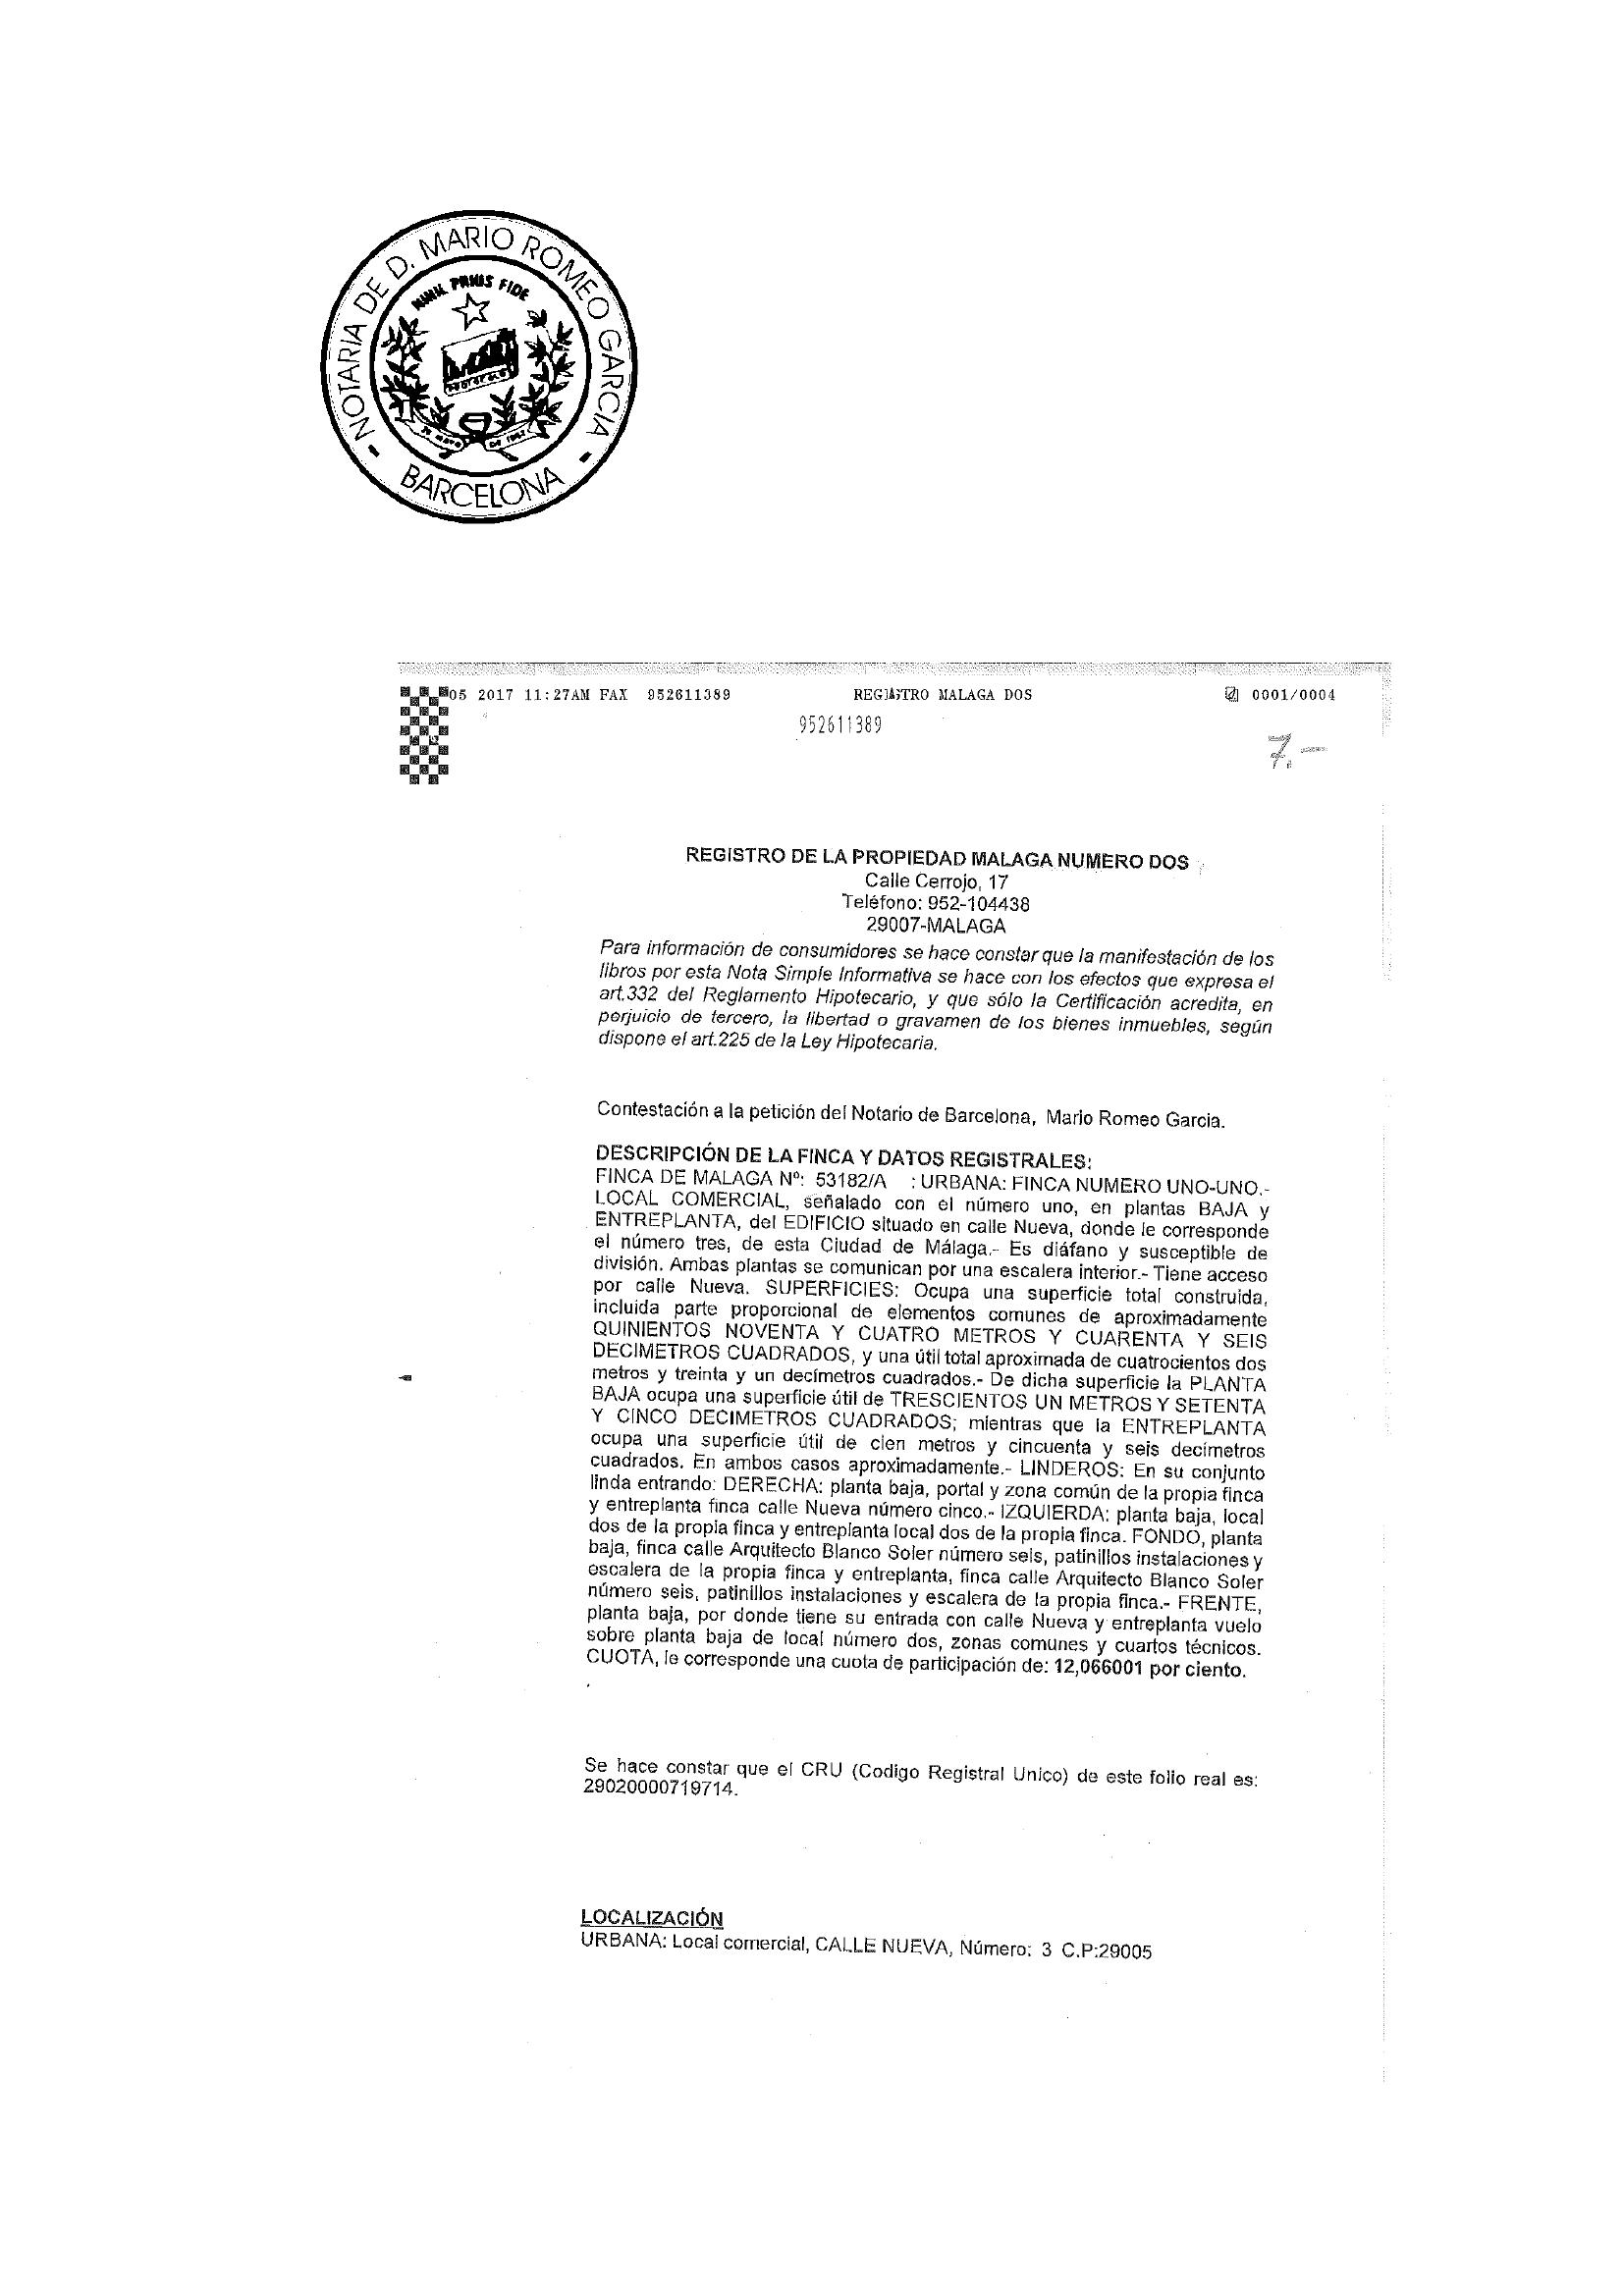 NOTARIA DE D. MARIO ROMEO GARCIA
NIHIL PRIUS FIDE
BARCELONA
05 2017 11:27AM FAX 952611389 REGISTRO MALAGA DOS 0001/0004
952611389
7.-
REGISTRO DE LA PROPIEDAD MALAGA NUMERO DOS
Calle Cerrojo, 17
Teléfono: 952-104438
29007-MALAGA
Para información de consumidores se hace constar que la manifestación de los
libros por esta Nota Simple Informativa se hace con los efectos que expresa el
art.332 del Reglamento Hipotecario, y que sólo la Certificación acredita, en
perjuicio de tercero, la libertad o gravamen de los bienes inmuebles, según
dispone el art.225 de la Ley Hipotecaria.
Contestación a la petición del Notario de Barcelona, Mario Romeo Garcia.
DESCRIPCIÓN DE LA FINCA Y DATOS REGISTRALES:
FINCA DE MALAGA Nº: 53182/A : URBANA: FINCA NUMERO UNO-UNO.-
LOCAL COMERCIAL, señalado con el número uno, en plantas BAJA y
ENTREPLANTA, del EDIFICIO situado en calle Nueva, donde le corresponde
el número tres, de esta Ciudad de Málaga.- Es diáfano y susceptible de
división. Ambas plantas se comunican por una escalera interior.- Tiene acceso
por calle Nueva. SUPERFICIES: Ocupa una superficie total construida,
incluida parte proporcional de elementos comunes de aproximadamente
QUINIENTOS NOVENTA Y CUATRO METROS Y CUARENTA Y SEIS
DECIMETROS CUADRADOS, y una útil total aproximada de cuatrocientos dos
metros y treinta y un decímetros cuadrados.- De dicha superficie la PLANTA
BAJA ocupa una superficie útil de TRESCIENTOS UN METROS Y SETENTA
Y CINCO DECIMETROS CUADRADOS; mientras que la ENTREPLANTA
ocupa una superficie útil de cien metros y cincuenta y seis decímetros
cuadrados. En ambos casos aproximadamente.- LINDEROS: En su conjunto
linda entrando: DERECHA: planta baja, portal y zona común de la propia finca
y entreplanta finca calle Nueva número cinco.- IZQUIERDA: planta baja, local
dos de la propia finca y entreplanta local dos de la propia finca. FONDO, planta
baja, finca calle Arquitecto Blanco Soler número seis, patinillos instalaciones y
escalera de la propia finca y entreplanta, finca calle Arquitecto Blanco Soler
número seis, patinillos instalaciones y escalera de la propia finca.- FRENTE,
planta baja, por donde tiene su entrada con calle Nueva y entreplanta vuelo
sobre planta baja de local número dos, zonas comunes y cuartos técnicos.
CUOTA, le corresponde una cuota de participación de: 12,066001 por ciento.
Se hace constar que el CRU (Codigo Registral Unico) de este folio real es:
29020000719714.
LOCALIZACIÓN
URBANA: Local comercial, CALLE NUEVA, Número: 3 C.P:29005